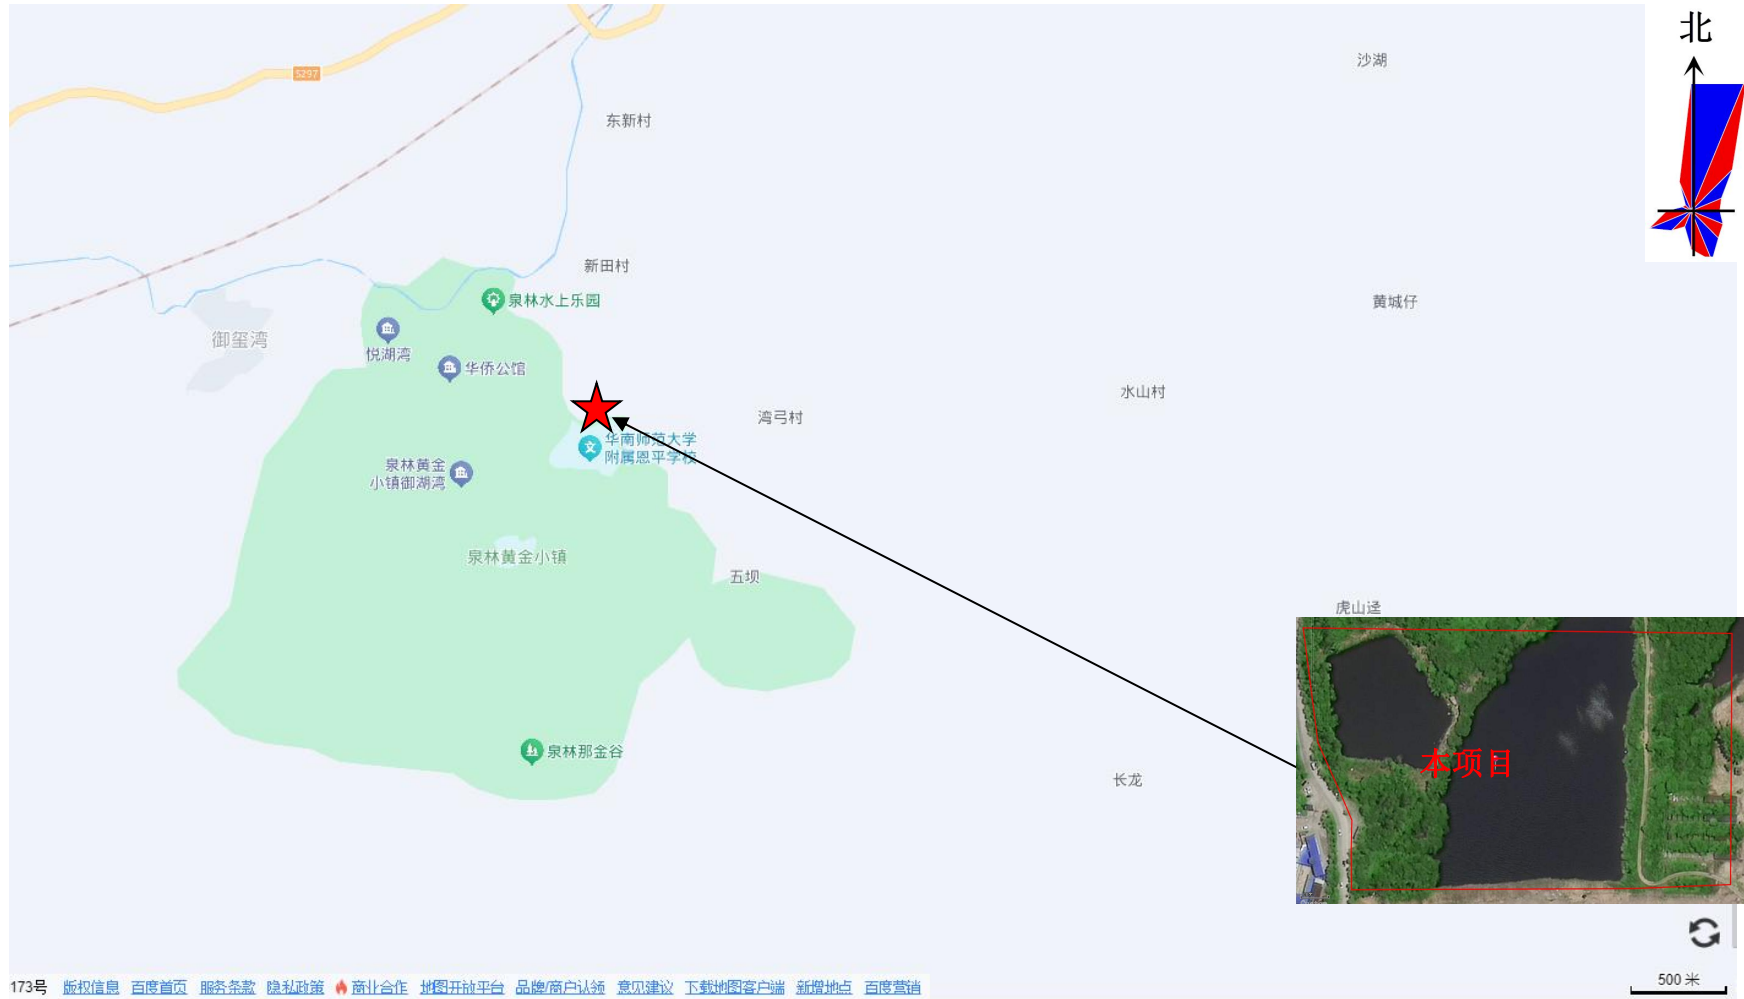 北
沙湖
S297
东新村
新田村
泉林水上乐园
黄城仔
御玺湾
悦湖湾
华侨公馆
水山村
湾弓村
华南师范大学
附属恩平学校
泉林黄金
小镇御湖湾
泉林黄金小镇
五坝
虎山迳
本项目
泉林那金谷
长龙
500 米
173号 版权信息 百度首页 服务条款 隐私政策 商业合作 地图开放平台 品牌/商户认领 意见建议 下载地图客户端 新增地点 百度营销